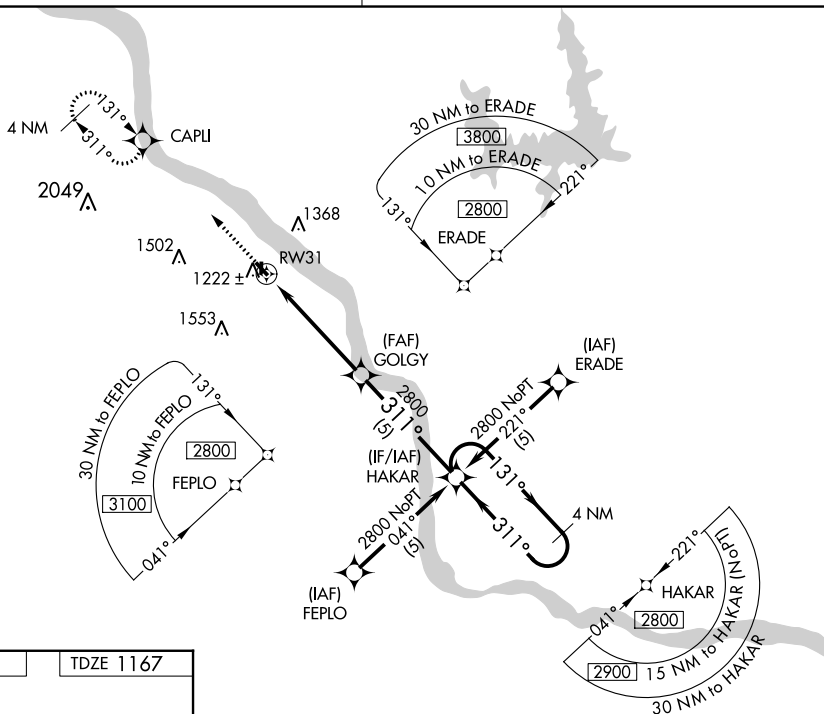 4 NM
131°
311°
CAPLI
30 NM to ERADE
3800
10 NM to ERADE
2800
131°
221°
ERADE
2049
1368
1502
RW31
1222 ±
1553
(FAF)
GOLGY
(IAF)
ERADE
30 NM to FEPLO
131°
10 NM to FEPLO
2800
FEPLO
3100
041°
2800
311°
(5)
2800 NoPT
221°
(5)
(IF/IAF)
HAKAR
131°
311°
4 NM
2800 NoPT
041°
(5)
(IAF)
FEPLO
221°
HAKAR
041°
2800
2900
15 NM to HAKAR (NoPT)
30 NM to HAKAR
TDZE 1167